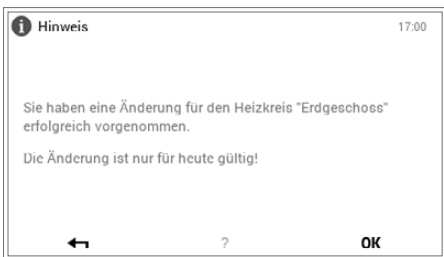 Hinweis 17:00
Sie haben eine Änderung für den Heizkreis "Erdgeschoss"
erfolgreich vorgenommen.
Die Änderung ist nur für heute gültig!
? OK